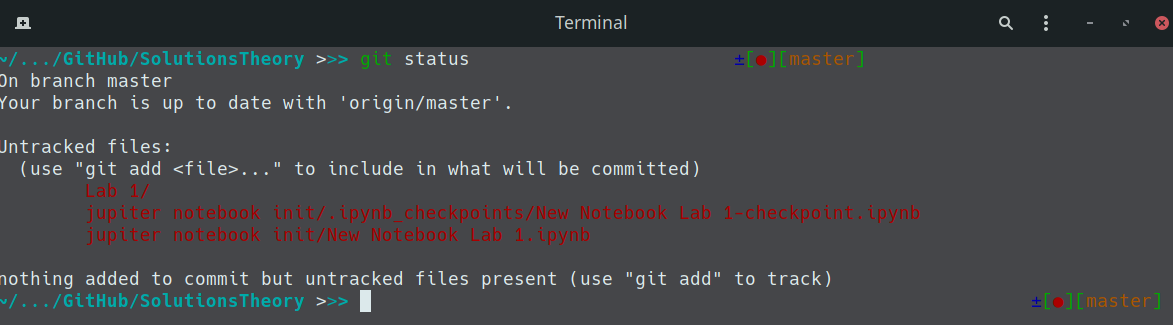 Terminal
~/.../GitHub/SolutionsTheory >>> git status ±[●][master]
On branch master
Your branch is up to date with 'origin/master'.
Untracked files:
(use "git add <file>..." to include in what will be committed)
Lab 1/
jupiter notebook init/.ipynb_checkpoints/New Notebook Lab 1-checkpoint.ipynb
jupiter notebook init/New Notebook Lab 1.ipynb
nothing added to commit but untracked files present (use "git add" to track)
~/.../GitHub/SolutionsTheory >>> ±[●][master]